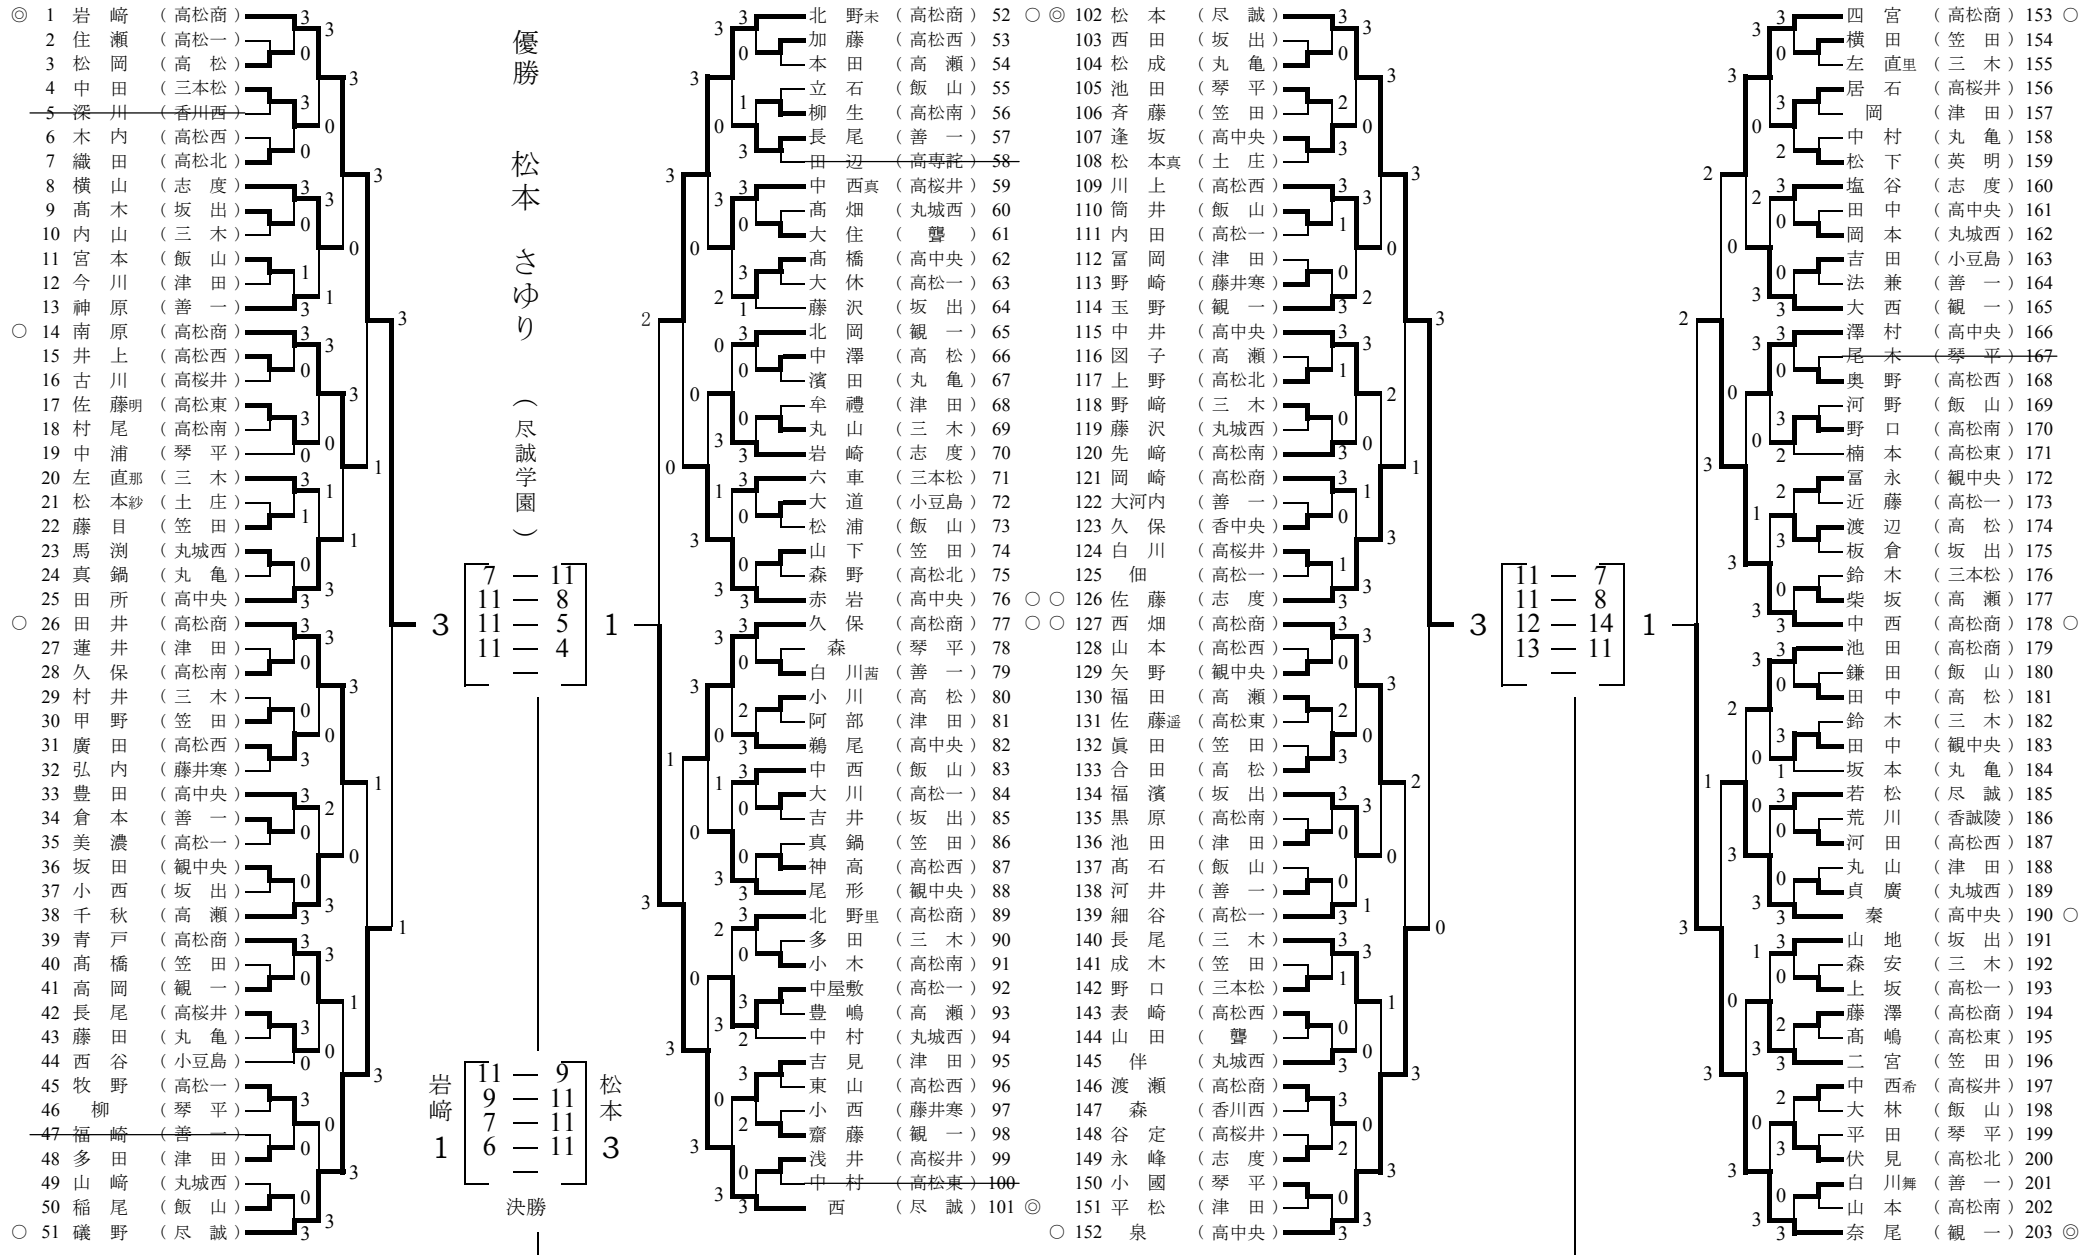 優勝 松本 さゆり (尽誠学園)
◎ 1 岩 﨑 (高松商)
2 住 瀬 (高松一)
3 松 岡 (高 松)
4 中 田 (三本松)
5 深 川 (香川西)
6 木 内 (高松西)
7 織 田 (高松北)
8 横 山 (志 度)
9 髙 木 (坂 出)
10 内 山 (三 木)
11 宮 本 (飯 山)
12 今 川 (津 田)
13 神 原 (善 一)
○ 14 南 原 (高松商)
15 井 上 (高松西)
16 古 川 (高桜井)
17 佐 藤明 (高松東)
18 村 尾 (高松南)
19 中 浦 (琴 平)
20 左 直那 (三 木)
21 松 本紗 (土 庄)
22 藤 目 (笠 田)
23 馬 渕 (丸城西)
24 真 鍋 (丸 亀)
25 田 所 (高中央)
○ 26 田 井 (高松商)
27 蓮 井 (津 田)
28 久 保 (高松南)
29 村 井 (三 木)
30 甲 野 (笠 田)
31 廣 田 (高松西)
32 弘 内 (藤井寒)
33 豊 田 (高中央)
34 倉 本 (善 一)
35 美 濃 (高松一)
36 坂 田 (観中央)
37 小 西 (坂 出)
38 千 秋 (高 瀬)
39 青 戸 (高松商)
40 髙 橋 (笠 田)
41 高 岡 (観 一)
42 長 尾 (高桜井)
43 藤 田 (丸 亀)
44 西 谷 (小豆島)
45 牧 野 (高松一)
46 柳 (琴 平)
47 福 崎 (善 一)
48 多 田 (津 田)
49 山 﨑 (丸城西)
50 稲 尾 (飯 山)
○ 51 礒 野 (尽 誠)
3 1
7 — 11
11 — 8
11 — 5
11 — 4
—
岩﨑 1
松本 3
11 — 9
9 — 11
7 — 11
6 — 11
—
決勝
北 野未 (高松商) 52 ○
加 藤 (高松西) 53
本 田 (高 瀬) 54
立 石 (飯 山) 55
柳 生 (高松南) 56
長 尾 (善 一) 57
田 辺 (高専詫) 58
中 西真 (高桜井) 59
髙 畑 (丸城西) 60
大 住 (聾) 61
髙 橋 (高中央) 62
大 休 (高松一) 63
藤 沢 (坂 出) 64
北 岡 (観 一) 65
中 澤 (高 松) 66
濱 田 (丸 亀) 67
牟 禮 (津 田) 68
丸 山 (三 木) 69
岩 崎 (志 度) 70
六 車 (三本松) 71
大 道 (小豆島) 72
松 浦 (飯 山) 73
山 下 (笠 田) 74
森 野 (高松北) 75
赤 岩 (高中央) 76 ○
久 保 (高松商) 77 ○
森 (琴 平) 78
白 川茜 (善 一) 79
小 川 (高 松) 80
阿 部 (津 田) 81
鵜 尾 (高中央) 82
中 西 (飯 山) 83
大 川 (高松一) 84
吉 井 (坂 出) 85
真 鍋 (笠 田) 86
神 高 (高松西) 87
尾 形 (観中央) 88
北 野里 (高松商) 89
多 田 (三 木) 90
小 木 (高松南) 91
中屋敷 (高松一) 92
豊 嶋 (高 瀬) 93
中 村 (丸城西) 94
吉 見 (津 田) 95
東 山 (高松西) 96
小 西 (藤井寒) 97
齋 藤 (観 一) 98
浅 井 (高桜井) 99
中 村 (高松東) 100
西 (尽 誠) 101 ◎
◎ 102 松 本 (尽 誠)
103 西 田 (坂 出)
104 松 成 (丸 亀)
105 池 田 (琴 平)
106 斉 藤 (笠 田)
107 逢 坂 (高中央)
108 松 本真 (土 庄)
109 川 上 (高松西)
110 筒 井 (飯 山)
111 内 田 (高松一)
112 冨 岡 (津 田)
113 野 崎 (藤井寒)
114 玉 野 (観 一)
115 中 井 (高中央)
116 図 子 (高 瀬)
117 上 野 (高松北)
118 野 﨑 (三 木)
119 藤 沢 (丸城西)
120 先 﨑 (高松南)
121 岡 崎 (高松商)
122 大河内 (善 一)
123 久 保 (香中央)
124 白 川 (高桜井)
125 佃 (高松一)
○ 126 佐 藤 (志 度)
○ 127 西 畑 (高松商)
128 山 本 (高松西)
129 矢 野 (観中央)
130 福 田 (高 瀬)
131 佐 藤遥 (高松東)
132 眞 田 (笠 田)
133 合 田 (高 松)
134 福 濱 (坂 出)
135 黒 原 (高松南)
136 池 田 (津 田)
137 髙 石 (飯 山)
138 河 井 (善 一)
139 細 谷 (高松一)
140 長 尾 (三 木)
141 成 木 (笠 田)
142 野 口 (三本松)
143 表 崎 (高松西)
144 山 田 (聾)
145 伴 (丸城西)
146 渡 瀬 (高松商)
147 森 (香川西)
148 谷 定 (高桜井)
149 永 峰 (志 度)
150 小 國 (琴 平)
151 平 松 (津 田)
○ 152 泉 (高中央)
3 1
11 — 7
11 — 8
12 — 14
13 — 11
—
四 宮 (高松商) 153 ○
横 田 (笠 田) 154
左 直里 (三 木) 155
居 石 (高桜井) 156
岡 (津 田) 157
中 村 (丸 亀) 158
松 下 (英 明) 159
塩 谷 (志 度) 160
田 中 (高中央) 161
岡 本 (丸城西) 162
吉 田 (小豆島) 163
法 兼 (善 一) 164
大 西 (観 一) 165
澤 村 (高中央) 166
尾 木 (琴 平) 167
奥 野 (高松西) 168
河 野 (飯 山) 169
野 口 (高松南) 170
楠 本 (高松東) 171
冨 永 (観中央) 172
近 藤 (高松一) 173
渡 辺 (高 松) 174
板 倉 (坂 出) 175
鈴 木 (三本松) 176
柴 坂 (高 瀬) 177
中 西 (高松商) 178 ○
池 田 (高松商) 179
鎌 田 (飯 山) 180
田 中 (高 松) 181
鈴 木 (三 木) 182
田 中 (観中央) 183
坂 本 (丸 亀) 184
若 松 (尽 誠) 185
荒 川 (香誠陵) 186
河 田 (高松西) 187
丸 山 (津 田) 188
貞 廣 (丸城西) 189
秦 (高中央) 190 ○
山 地 (坂 出) 191
森 安 (三 木) 192
上 坂 (高松一) 193
藤 澤 (高松商) 194
髙 嶋 (高松東) 195
二 宮 (笠 田) 196
中 西希 (高桜井) 197
大 林 (飯 山) 198
平 田 (琴 平) 199
伏 見 (高松北) 200
白 川舞 (善 一) 201
山 本 (高松南) 202
奈 尾 (観 一) 203 ◎